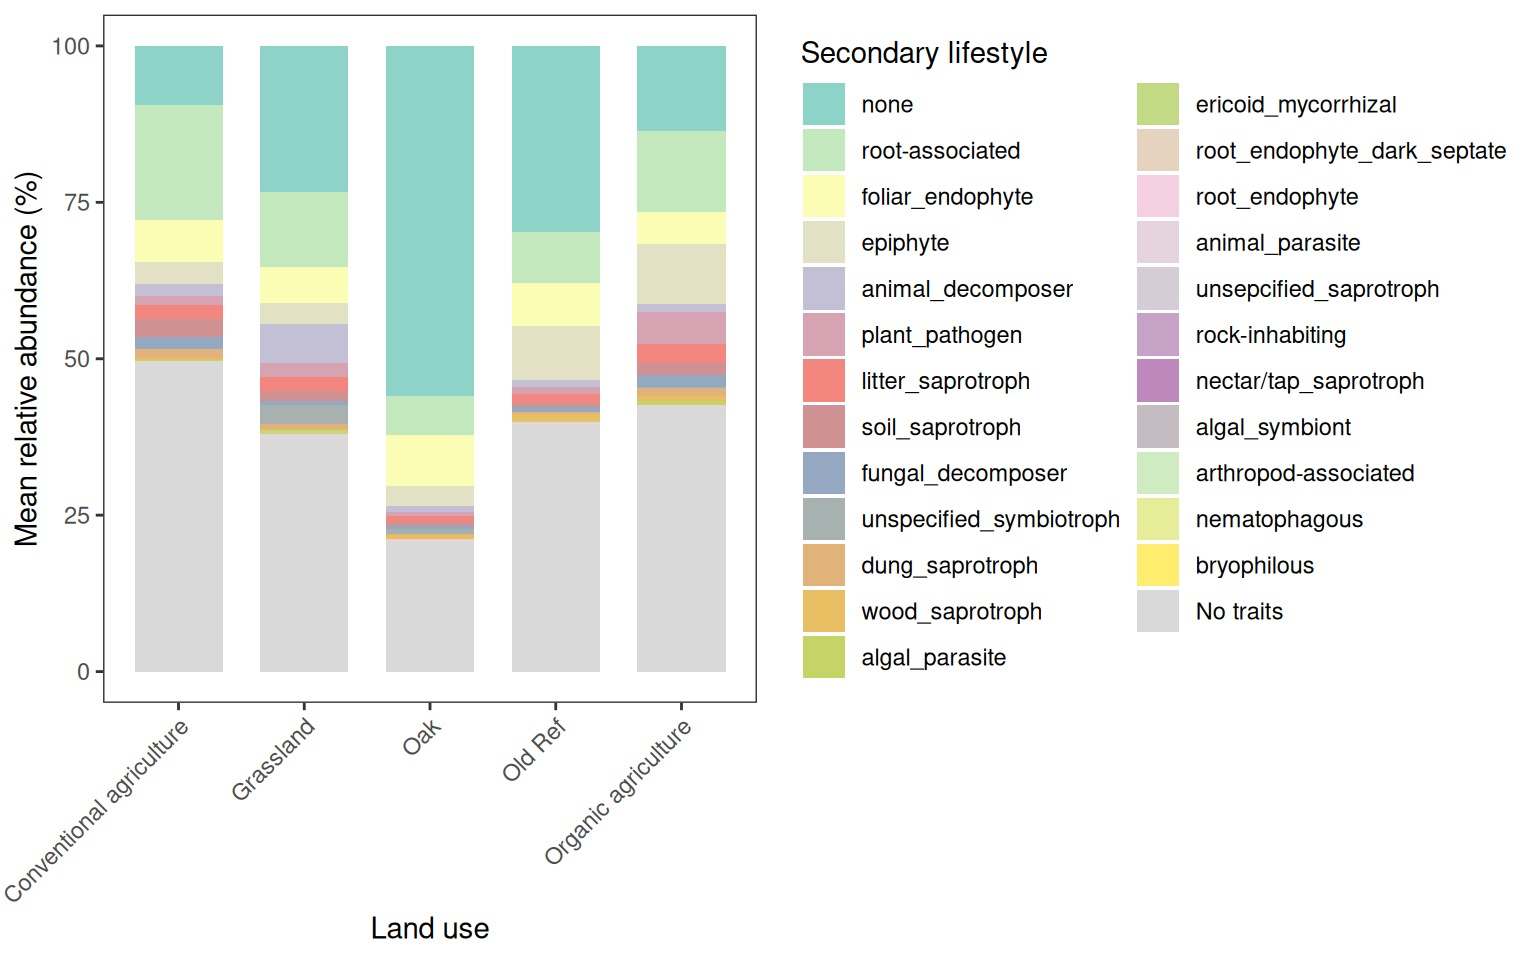 Mean relative abundance (%)
100
75
50
25
0
Conventional agriculture
Grassland
Oak
Old Ref
Organic agriculture
Land use
Secondary lifestyle
none
root-associated
foliar_endophyte
epiphyte
animal_decomposer
plant_pathogen
litter_saprotroph
soil_saprotroph
fungal_decomposer
unspecified_symbiotroph
dung_saprotroph
wood_saprotroph
algal_parasite
ericoid_mycorrhizal
root_endophyte_dark_septate
root_endophyte
animal_parasite
unsepcified_saprotroph
rock-inhabiting
nectar/tap_saprotroph
algal_symbiont
arthropod-associated
nematophagous
bryophilous
No traits